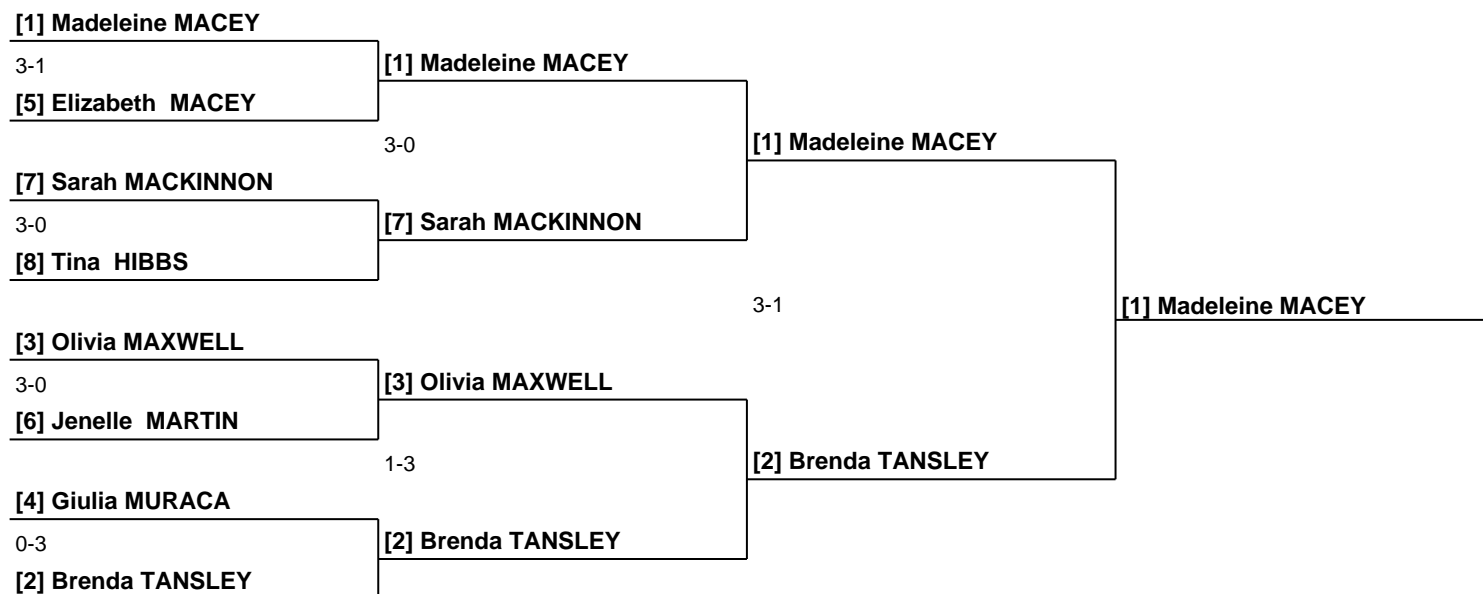 [1] Madeleine MACEY
3-1
[5] Elizabeth  MACEY
[1] Madeleine MACEY
3-0
[7] Sarah MACKINNON
3-0
[8] Tina  HIBBS
[7] Sarah MACKINNON
[1] Madeleine MACEY
3-1
[1] Madeleine MACEY
[3] Olivia MAXWELL
3-0
[6] Jenelle  MARTIN
[3] Olivia MAXWELL
1-3
[2] Brenda TANSLEY
[4] Giulia MURACA
0-3
[2] Brenda TANSLEY
[2] Brenda TANSLEY